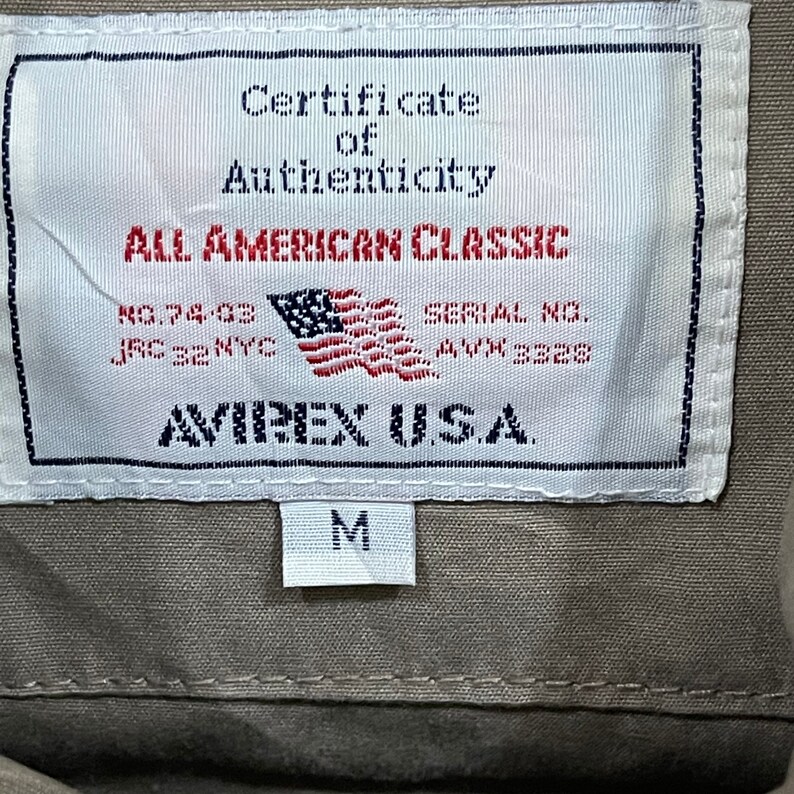 Certificate
of
Authenticity
ALL AMERICAN CLASSIC
NO.74-03 SERIAL NO.
JRC 32 NYC AVX 3328
AVIREX U.S.A.
M